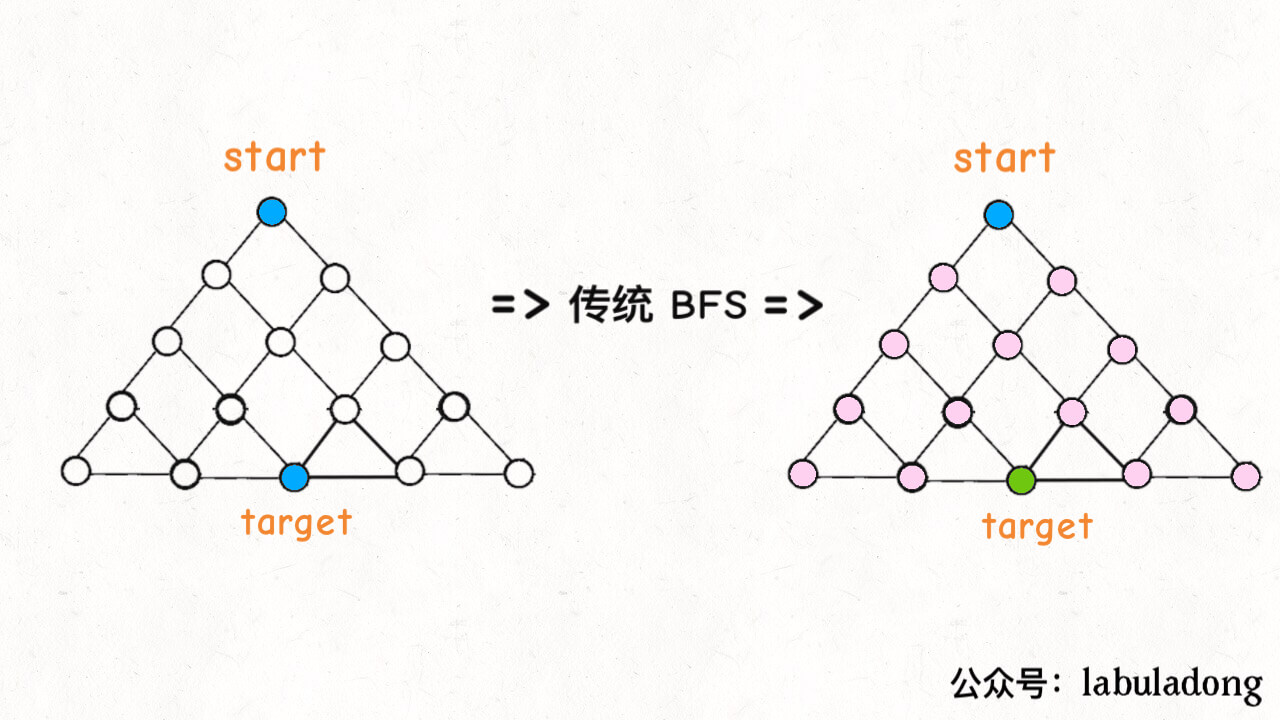 start
start
=> 传统 BFS =>
target
target
公众号：labuladong